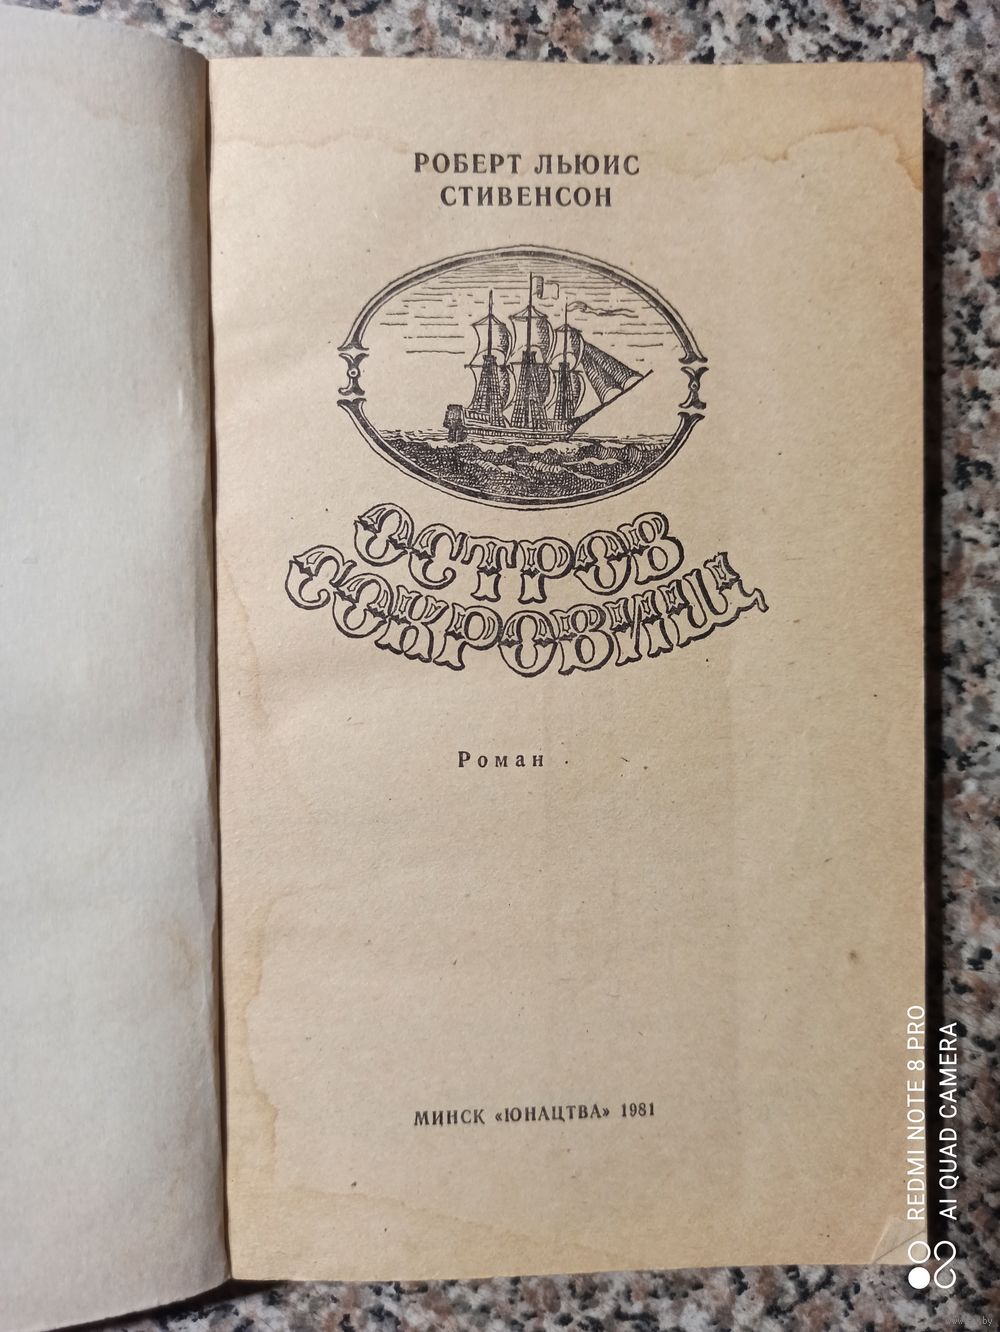 РОБЕРТ ЛЬЮИС
СТИВЕНСОН
ОСТРОВ
СОКРОВИЩ
Роман
МИНСК «ЮНАЦТВА» 1981
REDMI NOTE 8 PRO
AI QUAD CAMERA